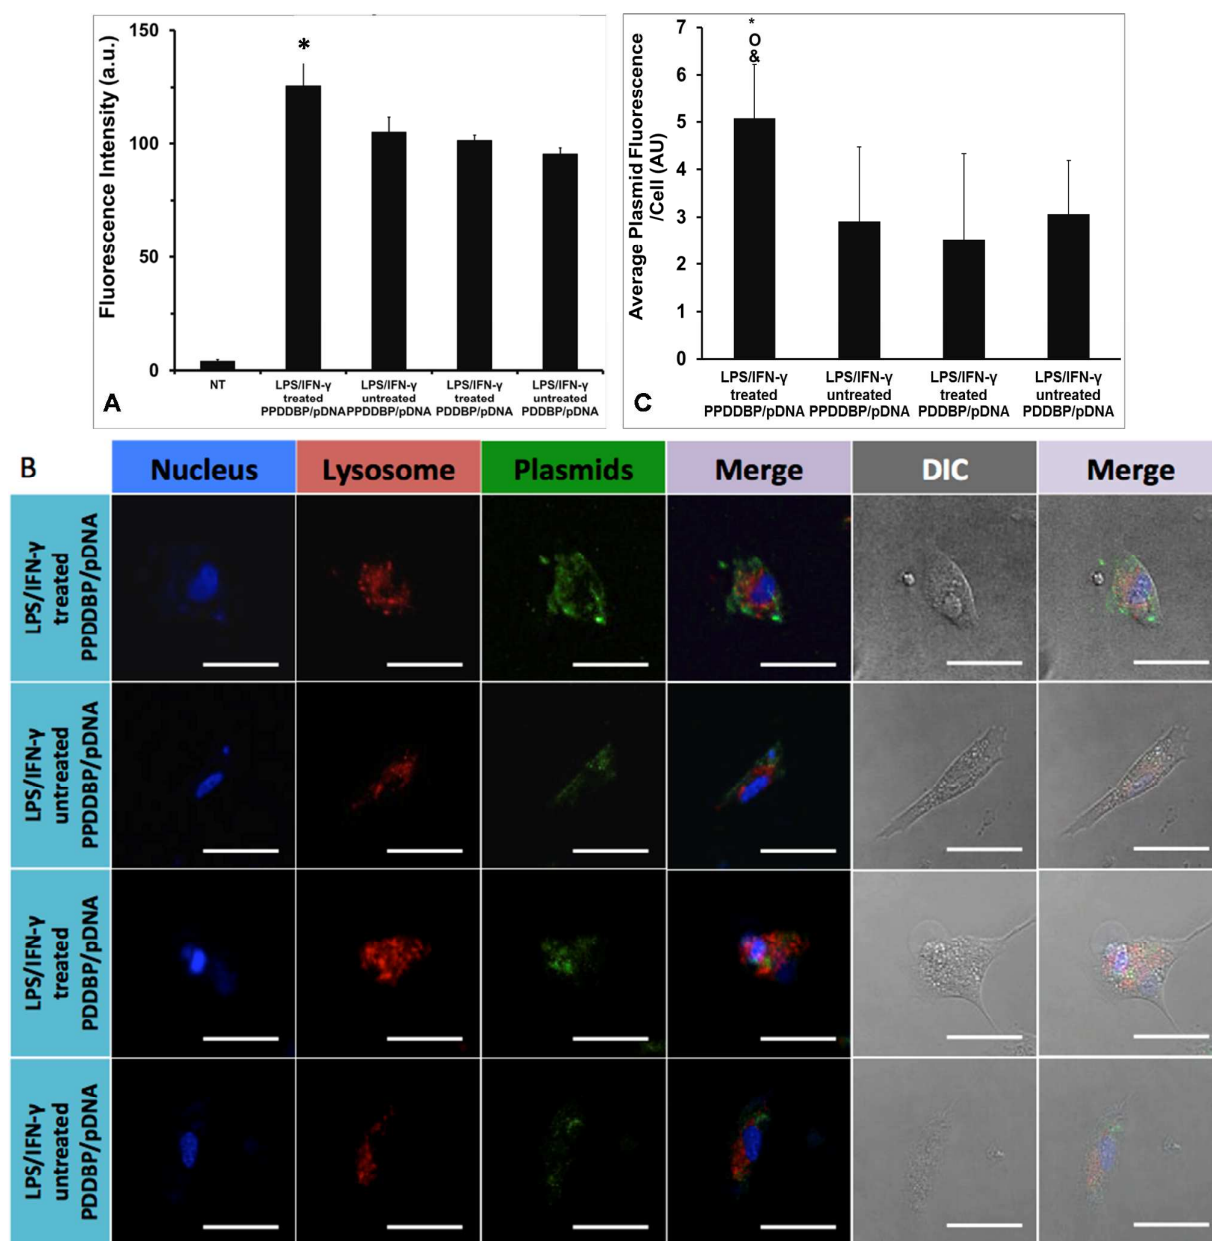 150
100
50
0
Fluorescence Intensity (a.u.)
*
NT
LPS/IFN-γ
treated
PPDDBP/pDNA
LPS/IFN-γ
untreated
PPDDBP/pDNA
LPS/IFN-γ
treated
PDDBP/pDNA
LPS/IFN-γ
untreated
PDDBP/pDNA
A
7
6
5
4
3
2
1
0
Average Plasmid Fluorescence
/Cell (AU)
*
O
&
LPS/IFN-γ
treated
PPDDBP/pDNA
LPS/IFN-γ
untreated
PPDDBP/pDNA
LPS/IFN-γ
treated
PDDBP/pDNA
LPS/IFN-γ
untreated
PDDBP/pDNA
C
B
Nucleus
Lysosome
Plasmids
Merge
DIC
Merge
LPS/IFN-γ
treated
PPDDBP/pDNA
LPS/IFN-γ
untreated
PPDDBP/pDNA
LPS/IFN-γ
treated
PDDBP/pDNA
LPS/IFN-γ
untreated
PDDBP/pDNA